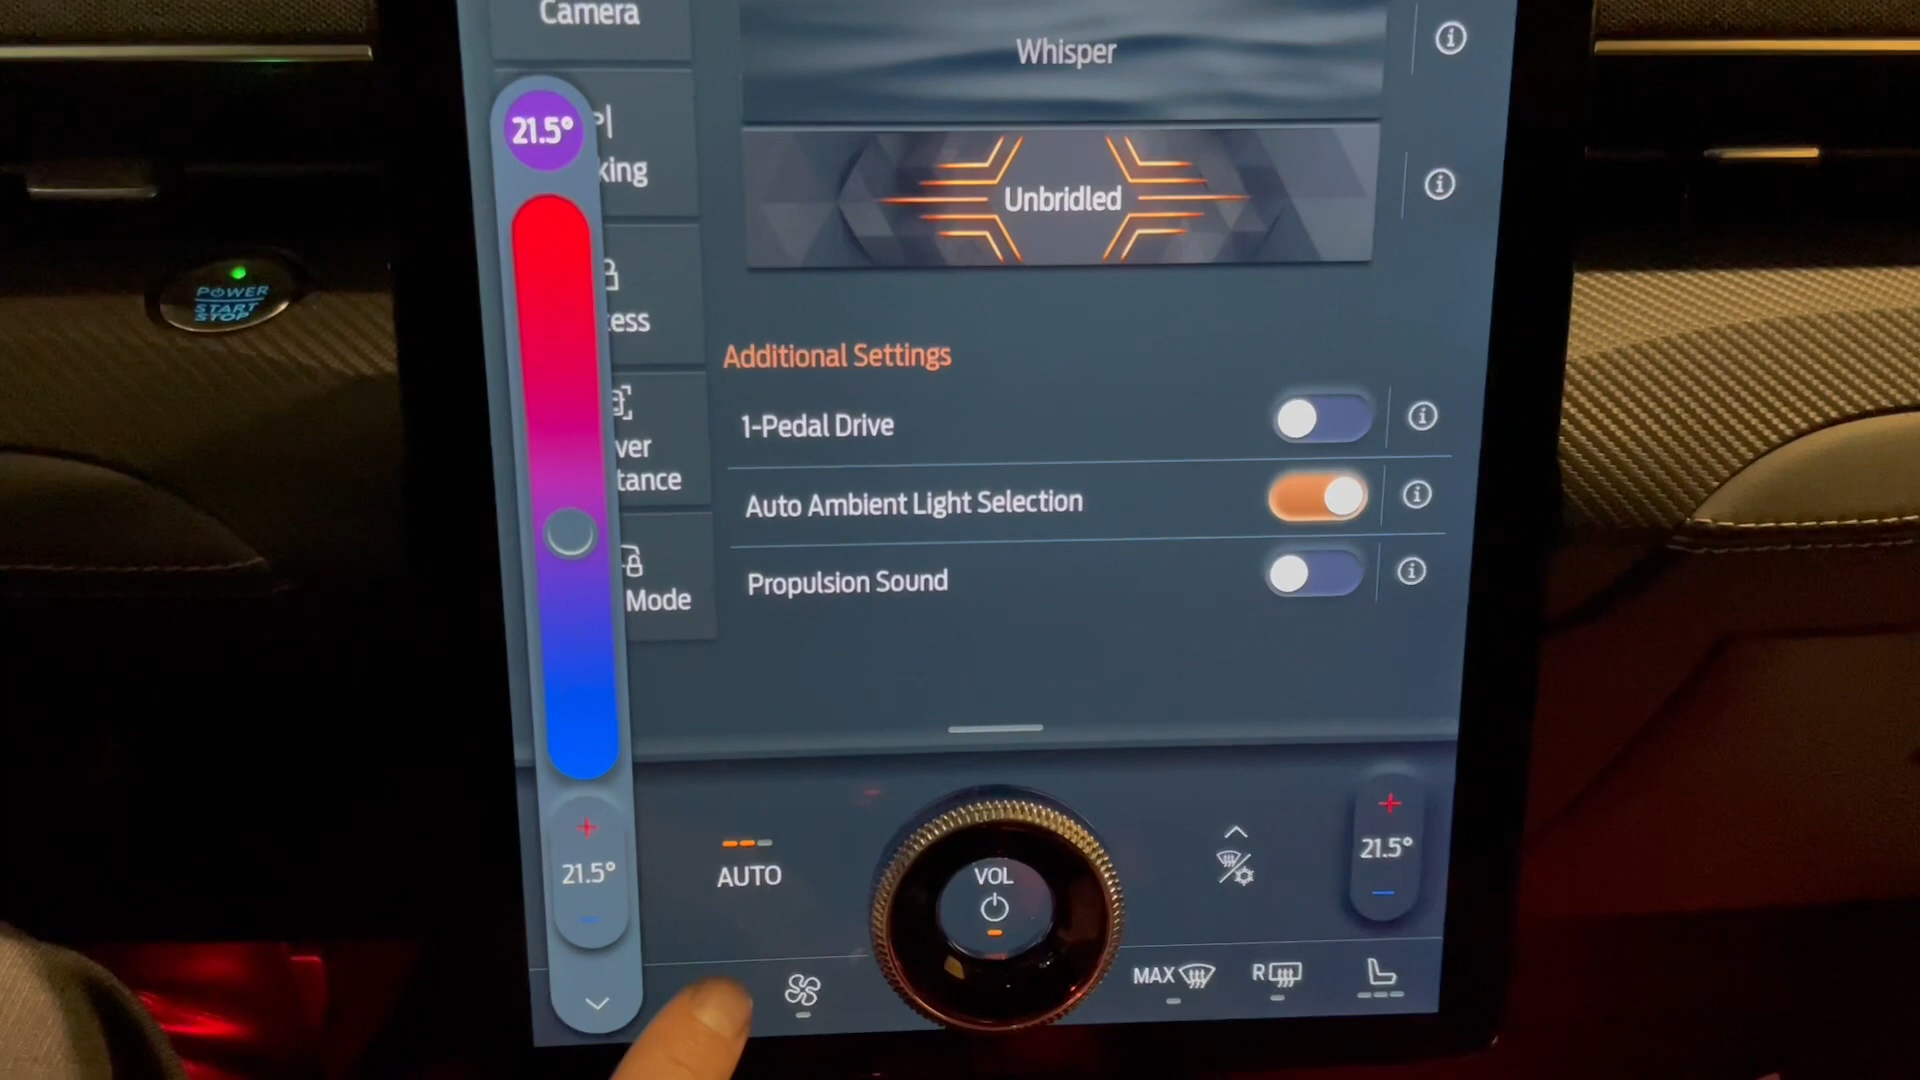 Camera
Whisper
21.5°
king
Unbridled
POWER
START
STOP
ess
Additional Settings
1-Pedal Drive
ver
tance
Auto Ambient Light Selection
Propulsion Sound
Mode
+
21.5°
−
AUTO
VOL
+
21.5°
−
MAX
R